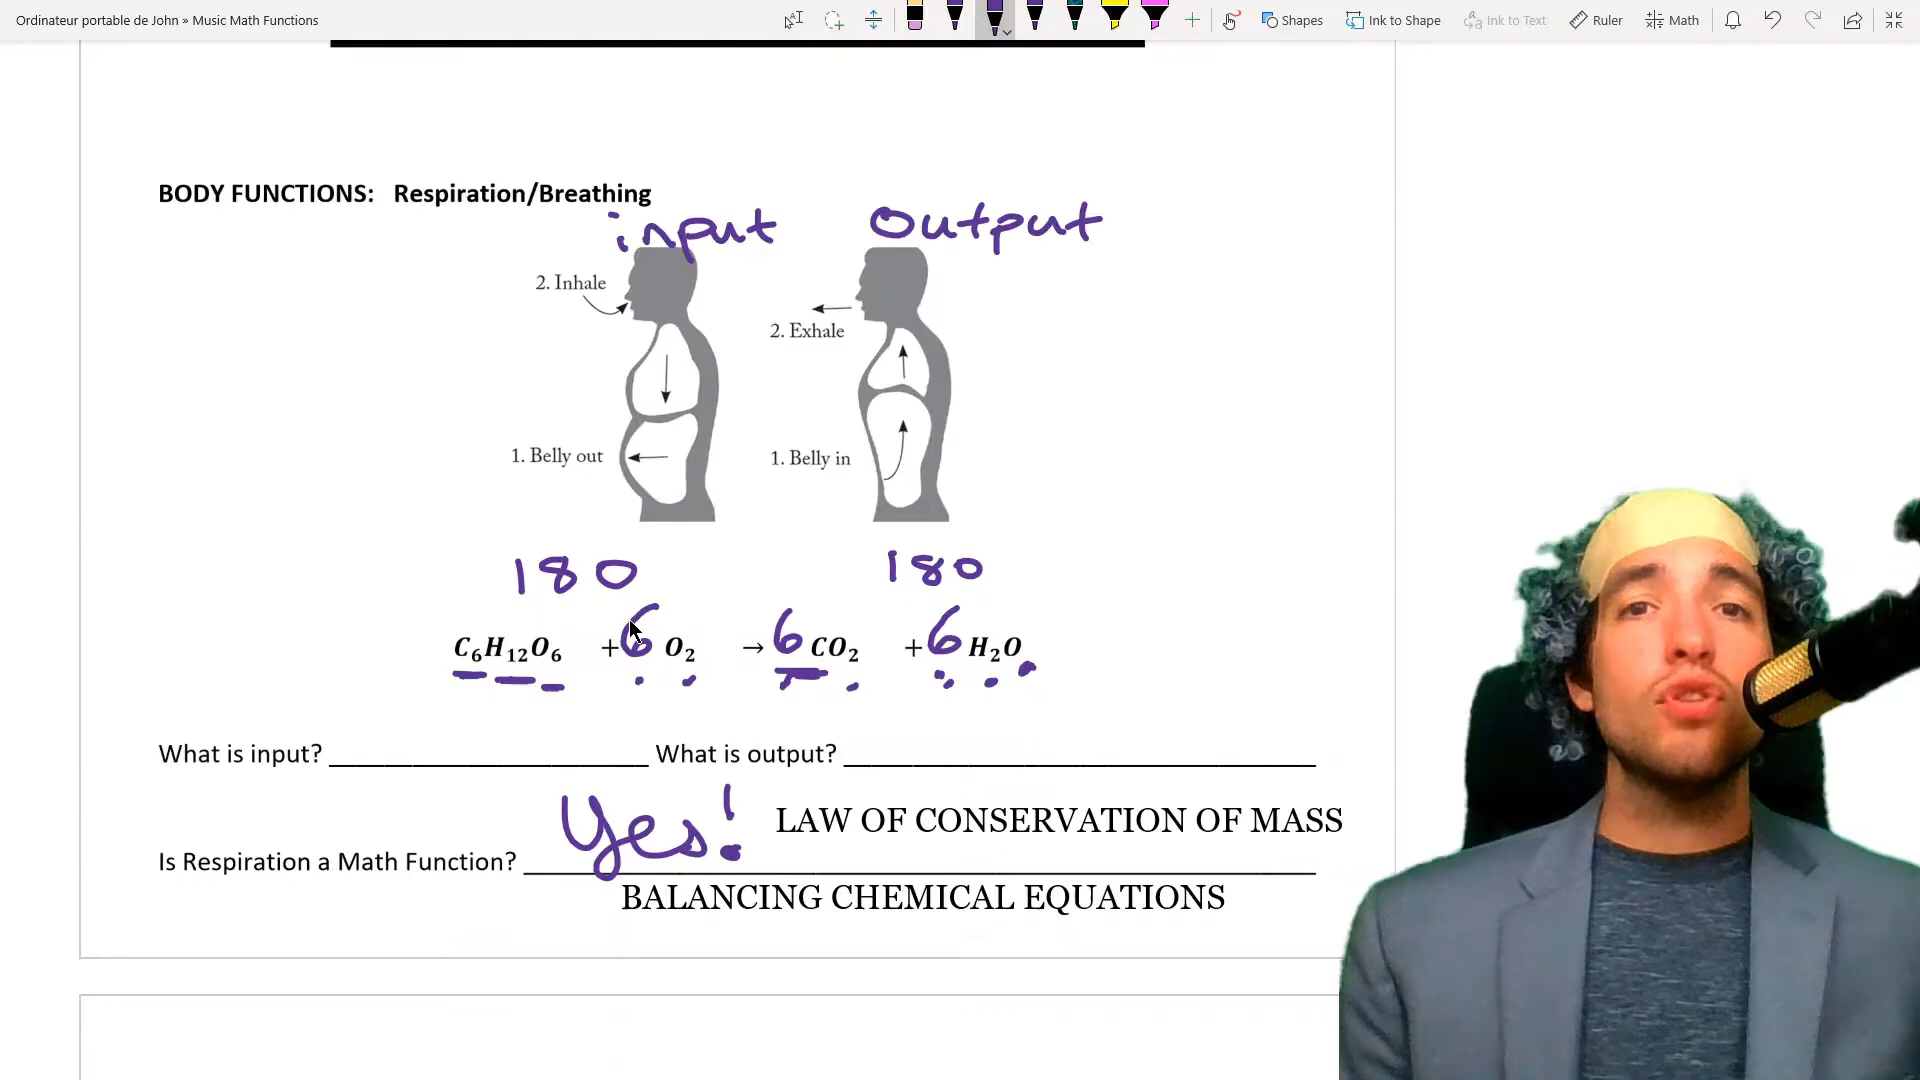 Ordinateur portable de John » Music Math Functions
Shapes Ink to Shape Ink to Text Ruler Math
BODY FUNCTIONS: Respiration/Breathing
input output
2. Inhale
2. Exhale
1. Belly out
1. Belly in
180 180
C₆H₁₂O₆ + 6 O₂ → 6 CO₂ + 6 H₂O
What is input? ________________________ What is output? ___________________________________
Yes! LAW OF CONSERVATION OF MASS
Is Respiration a Math Function? ___________________________________________________________
BALANCING CHEMICAL EQUATIONS